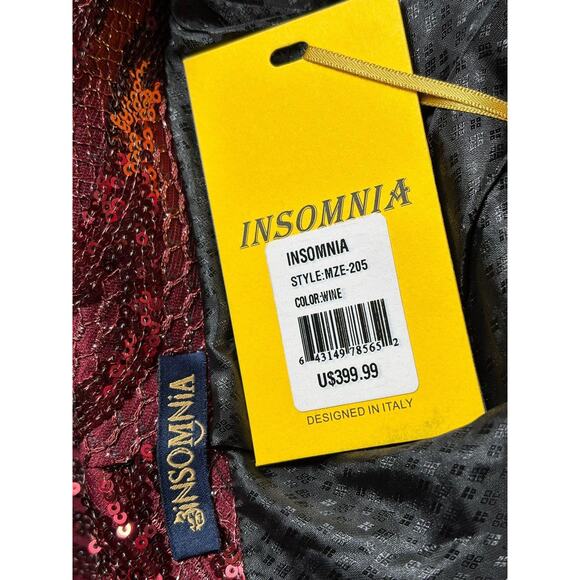 INSOMNIA
INSOMNIA
STYLE:MZE-205
COLOR:WINE
6 43149 78565 2
U$399.99
DESIGNED IN ITALY
INSOMNiA